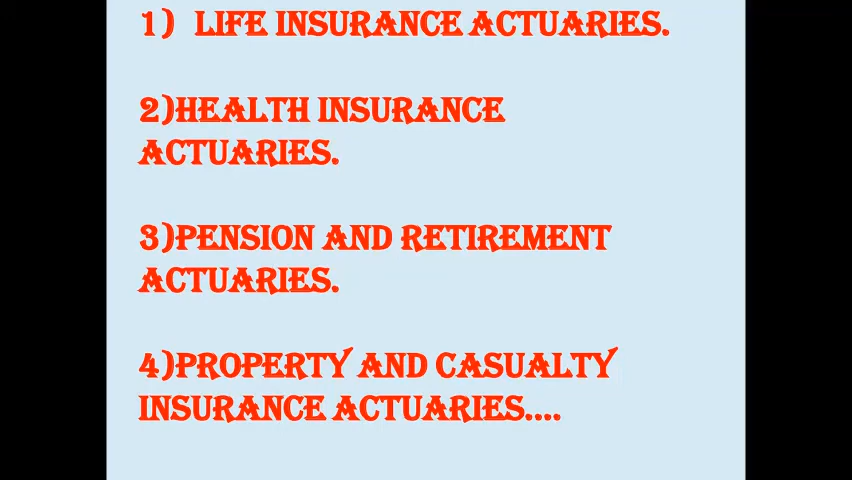 1) LIFE INSURANCE ACTUARIES.
2)HEALTH INSURANCE
ACTUARIES.
3)PENSION AND RETIREMENT
ACTUARIES.
4)PROPERTY AND CASUALTY
INSURANCE ACTUARIES....